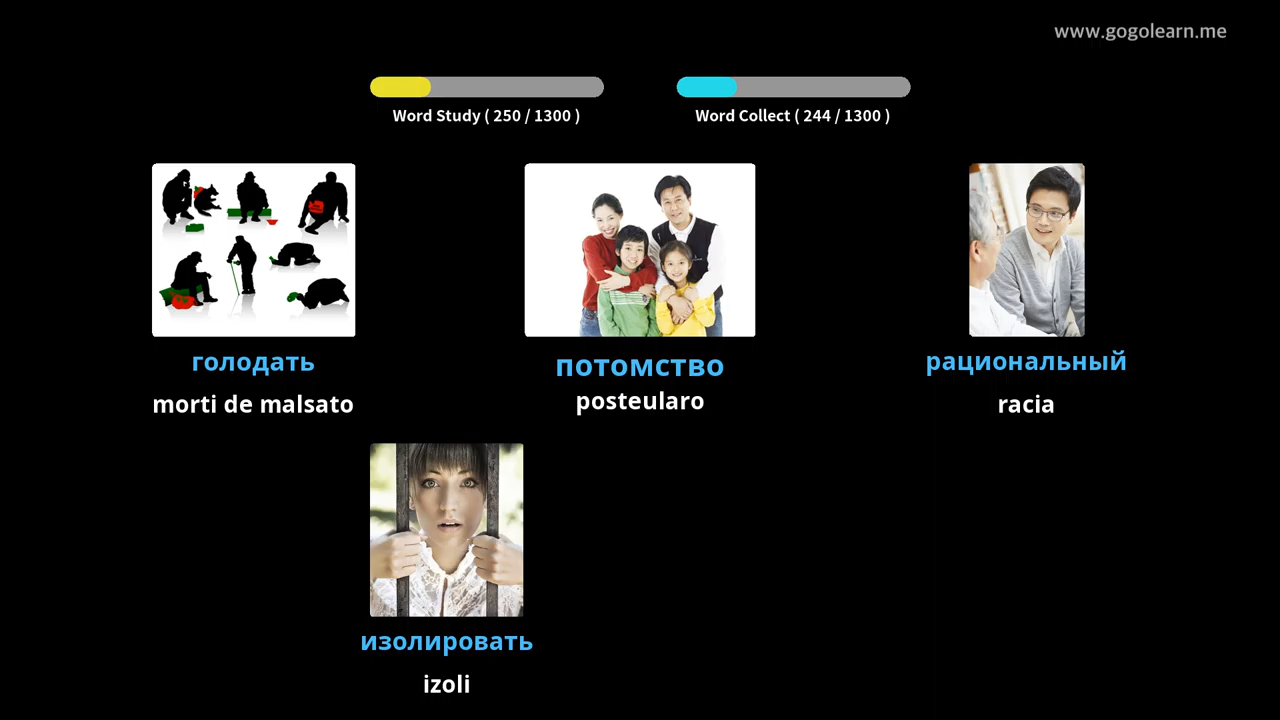 www.gogolearn.me
Word Study ( 250 / 1300 )
Word Collect ( 244 / 1300 )
голодать
потомство
рациональный
morti de malsato
posteularo
racia
изолировать
izoli